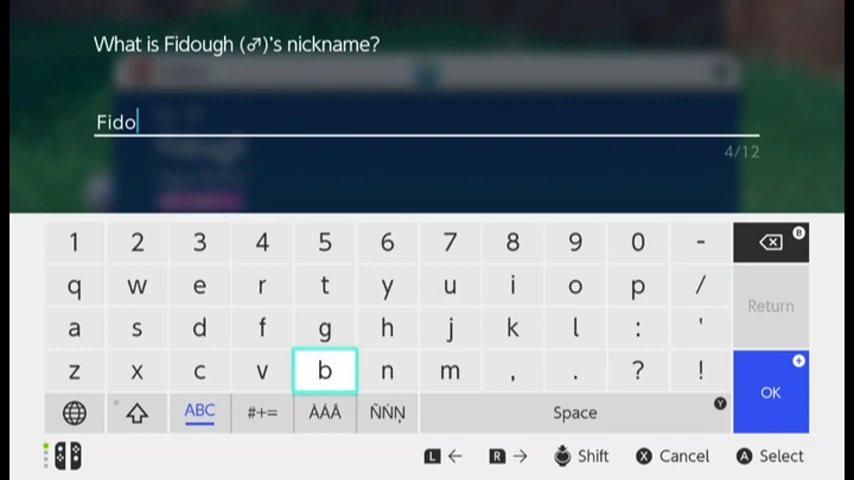 What is Fidough (♂)'s nickname?
Fido
4/12
1 2 3 4 5 6 7 8 9 0 - B
q w e r t y u i o p / Return
a s d f g h j k l : '
z x c v b n m , . ? ! + OK
ABC #+= ÀÁÂ ÑŃŅ Space Y
L ← R → Shift X Cancel A Select